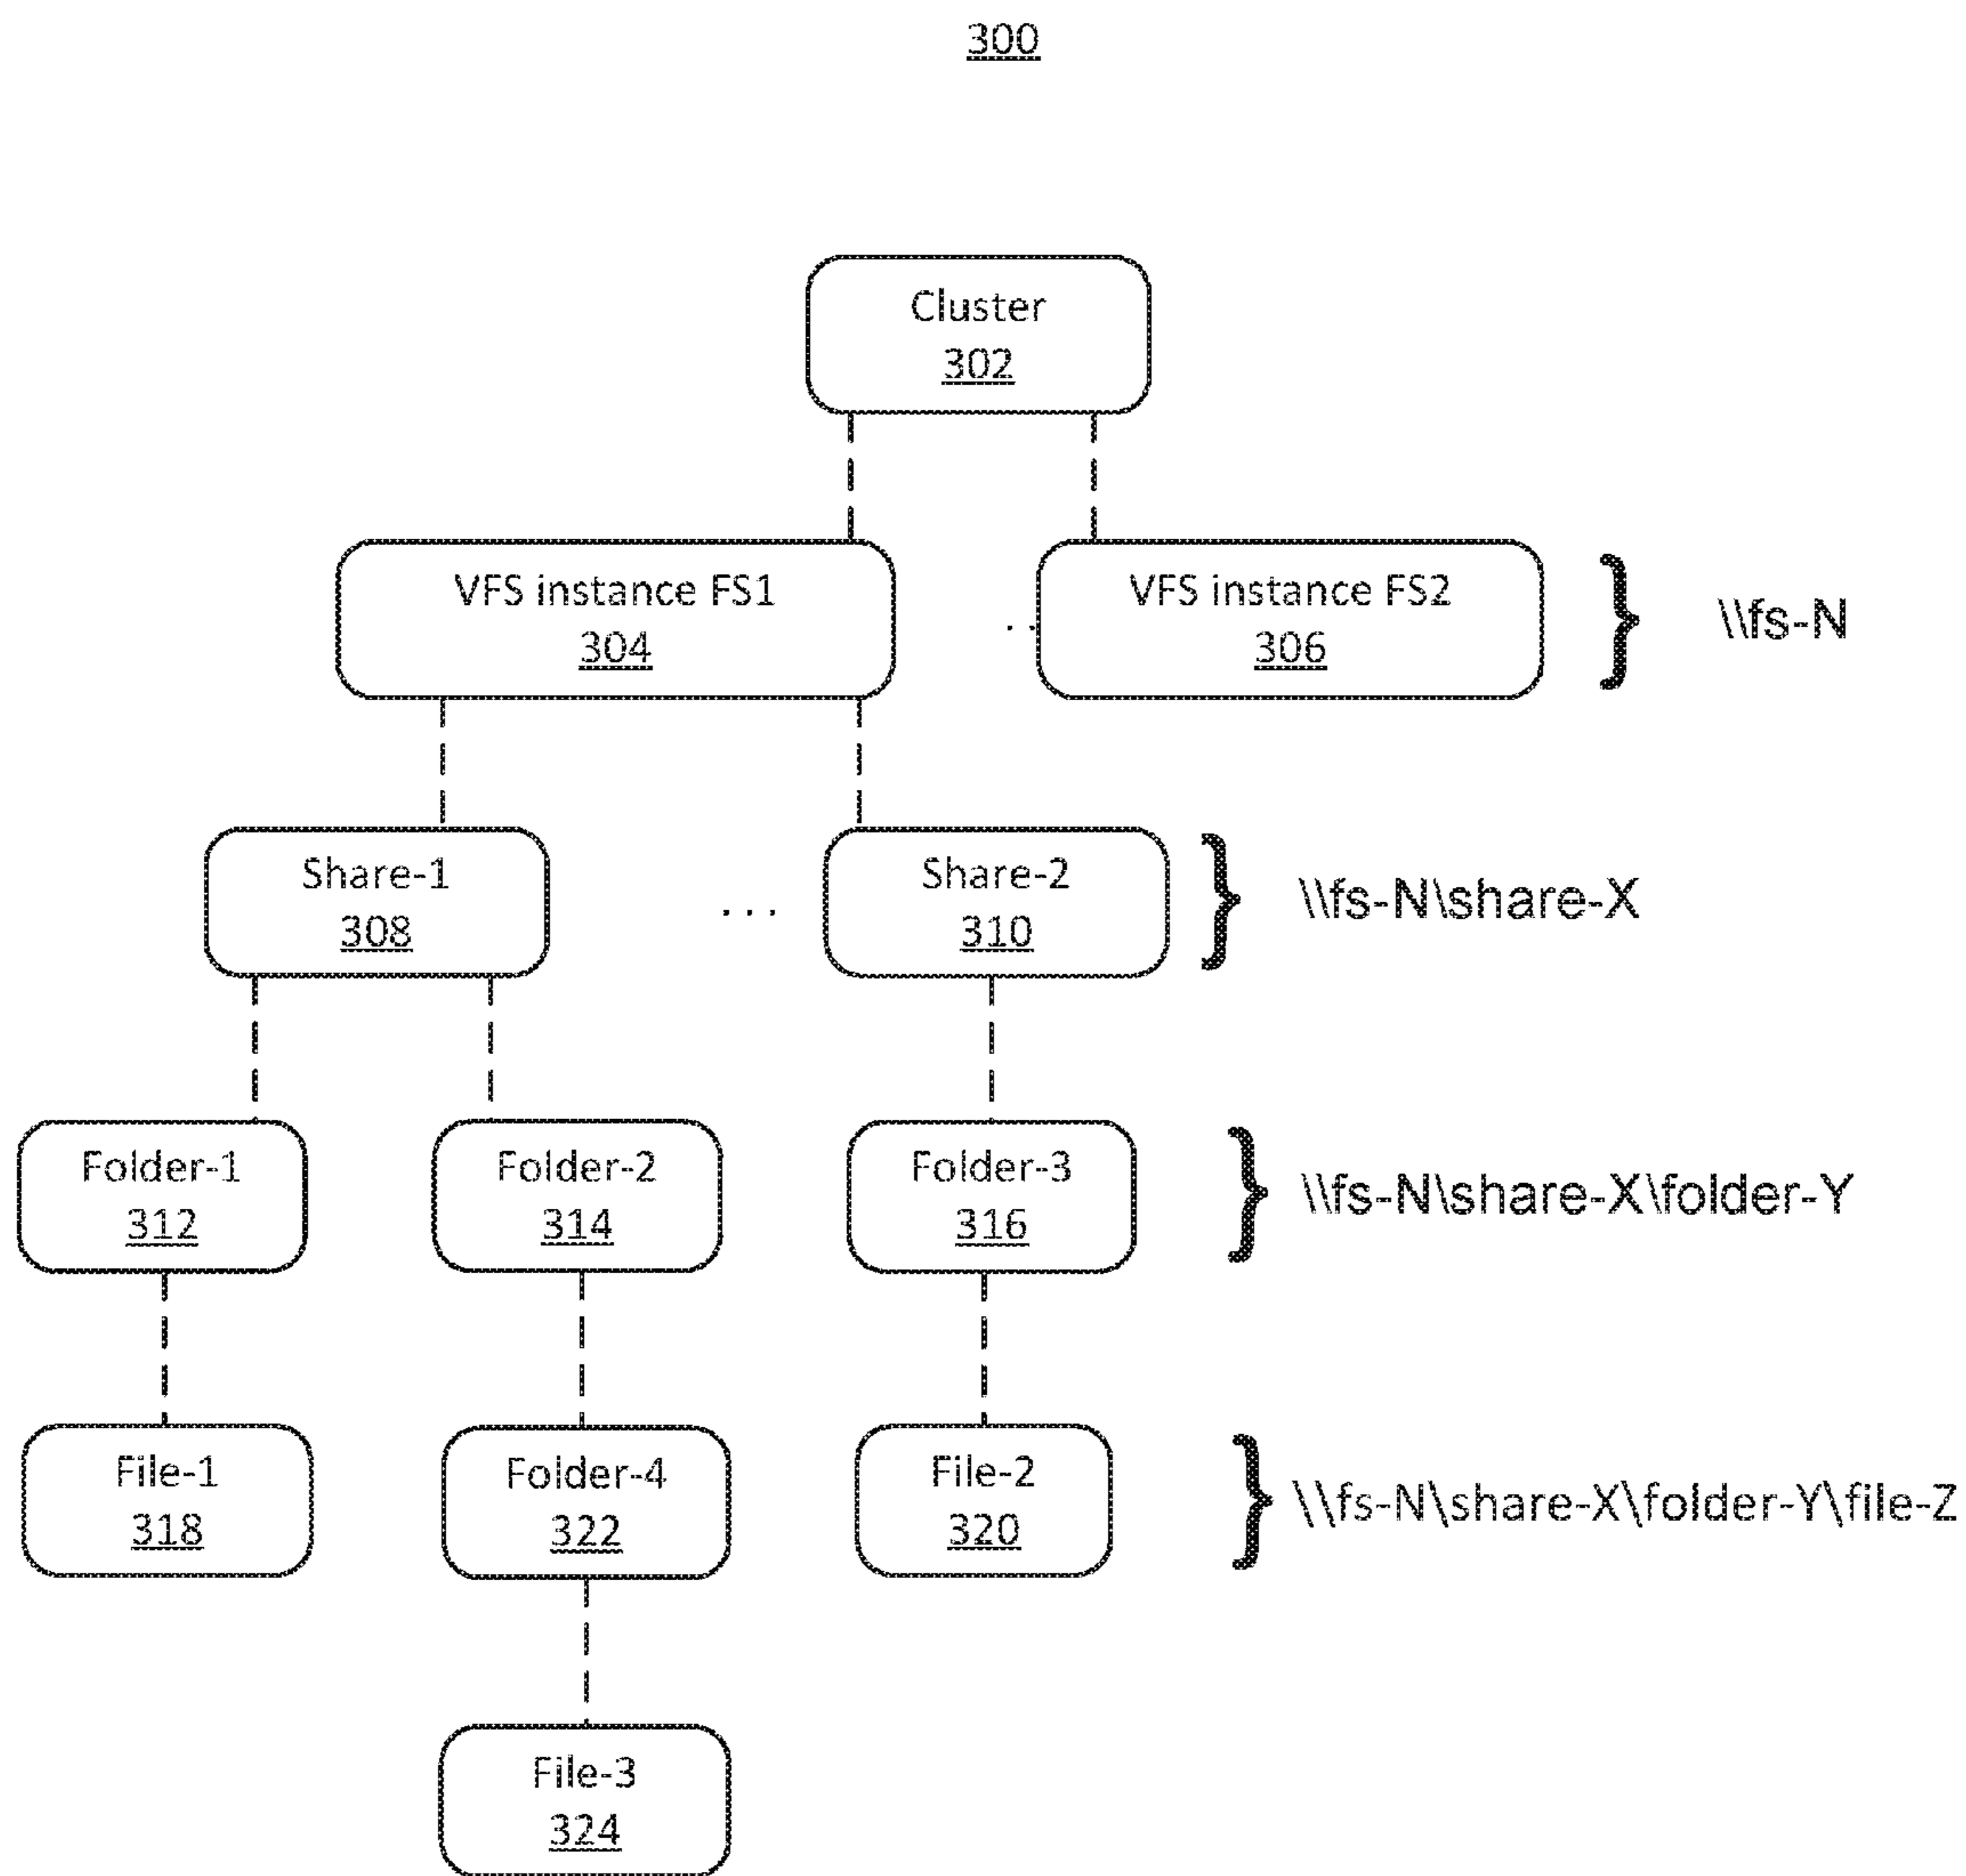 300
Cluster
302
VFS instance FS1
304
. .
VFS instance FS2
306
} \\fs-N
Share-1
308
. . .
Share-2
310
} \\fs-N\share-X
Folder-1
312
Folder-2
314
Folder-3
316
} \\fs-N\share-X\folder-Y
File-1
318
Folder-4
322
File-2
320
} \\fs-N\share-X\folder-Y\file-Z
File-3
324